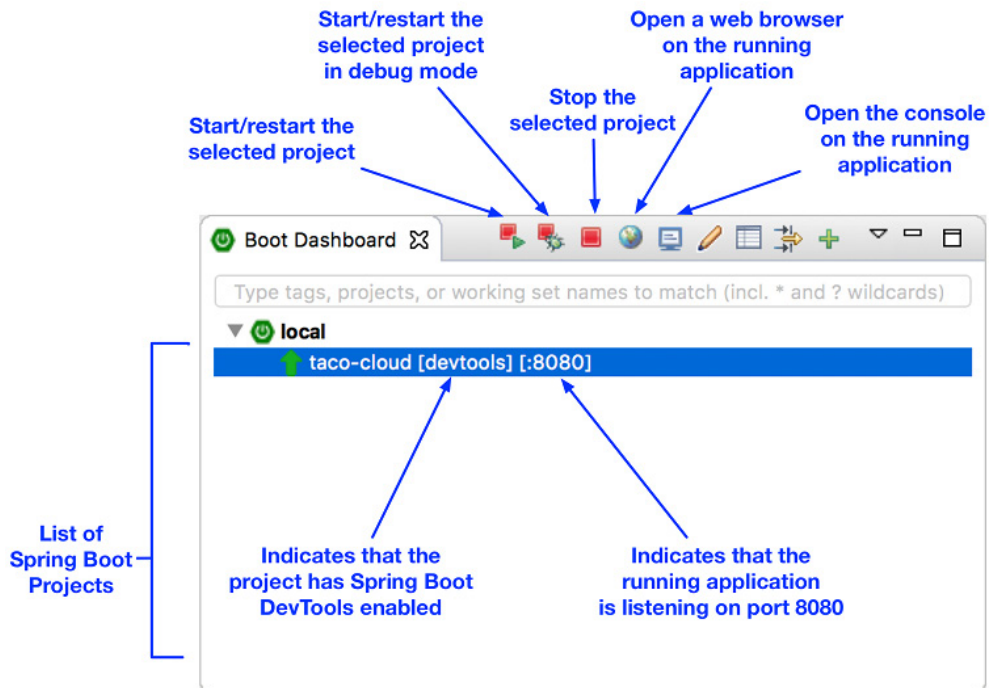 Start/restart the
selected project
in debug mode
Open a web browser
on the running
application
Stop the
selected project
Open the console
on the running
application
Start/restart the
selected project
Boot Dashboard
Type tags, projects, or working set names to match (incl. * and ? wildcards)
local
taco-cloud [devtools] [:8080]
List of
Spring Boot
Projects
Indicates that the
project has Spring Boot
DevTools enabled
Indicates that the
running application
is listening on port 8080